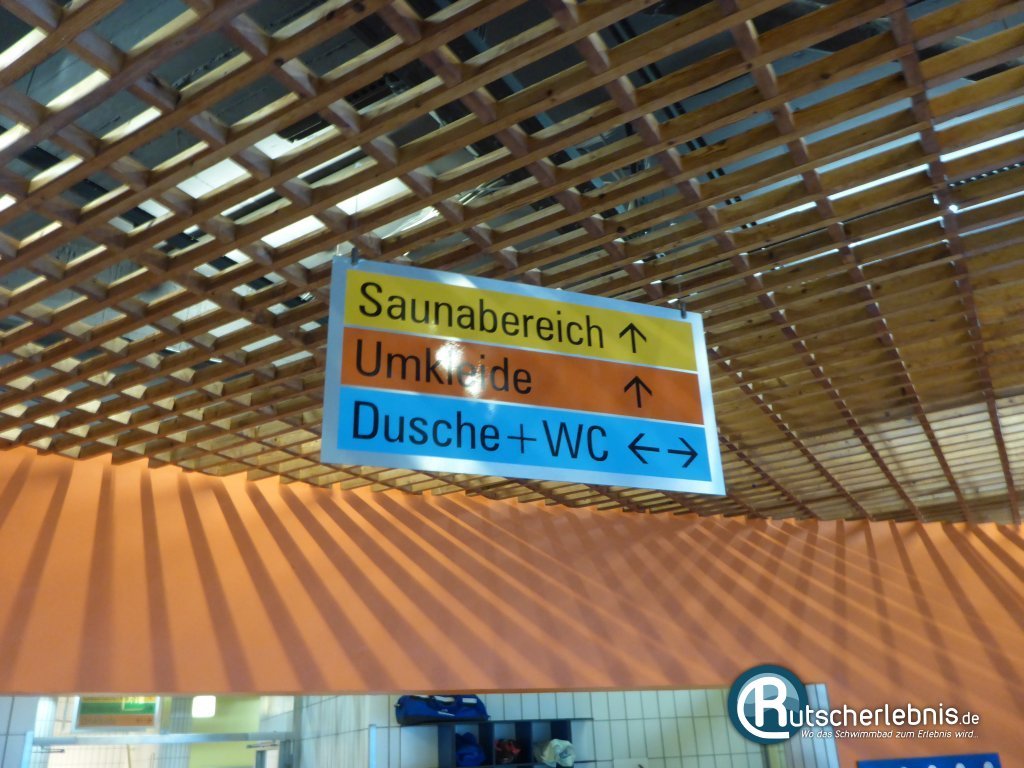 Saunabereich ↑
Umkleide ↑
Dusche + WC ← →
Rutscherlebnis.de
Wo das Schwimmbad zum Erlebnis wird..